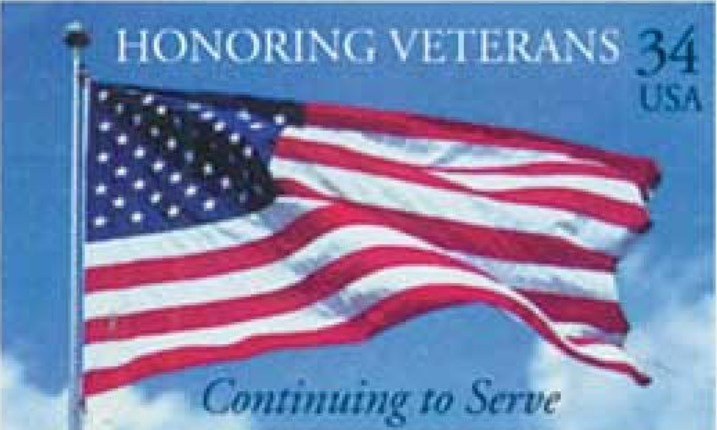 HONORING VETERANS 34
USA
Continuing to Serve